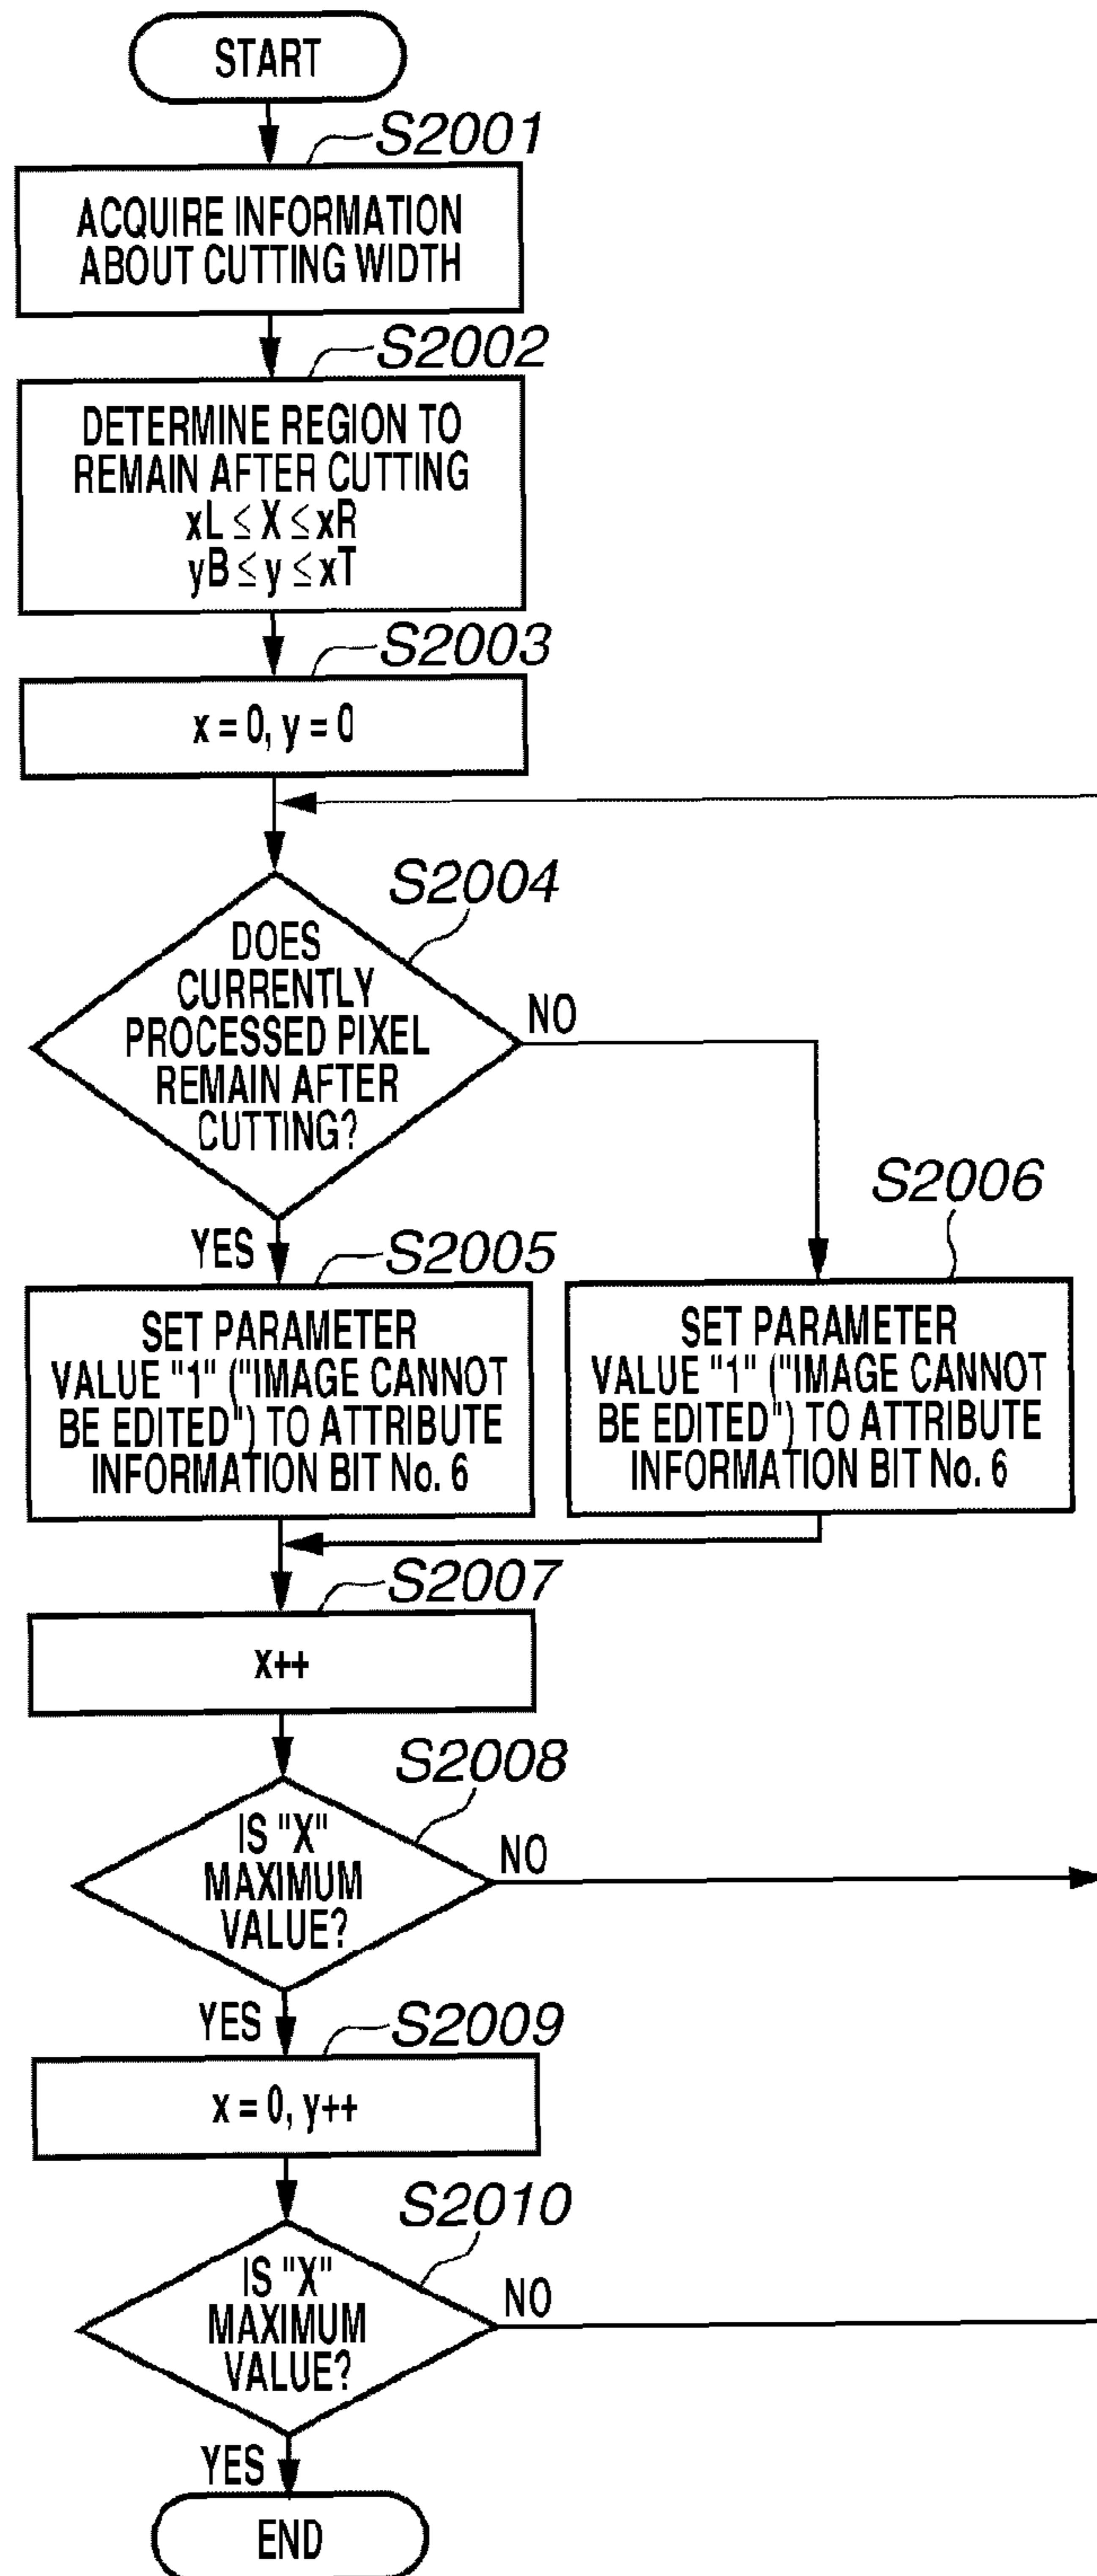 START
S2001
ACQUIRE INFORMATION
ABOUT CUTTING WIDTH
S2002
DETERMINE REGION TO
REMAIN AFTER CUTTING
xL ≤ X ≤ xR
yB ≤ y ≤ xT
S2003
x = 0, y = 0
S2004
DOES
CURRENTLY
PROCESSED PIXEL
REMAIN AFTER
CUTTING?
NO
YES
S2005
SET PARAMETER
VALUE "1" ("IMAGE CANNOT
BE EDITED") TO ATTRIBUTE
INFORMATION BIT No. 6
S2006
SET PARAMETER
VALUE "1" ("IMAGE CANNOT
BE EDITED") TO ATTRIBUTE
INFORMATION BIT No. 6
S2007
x++
S2008
IS "X"
MAXIMUM
VALUE?
NO
YES
S2009
x = 0, y++
S2010
IS "X"
MAXIMUM
VALUE?
NO
YES
END